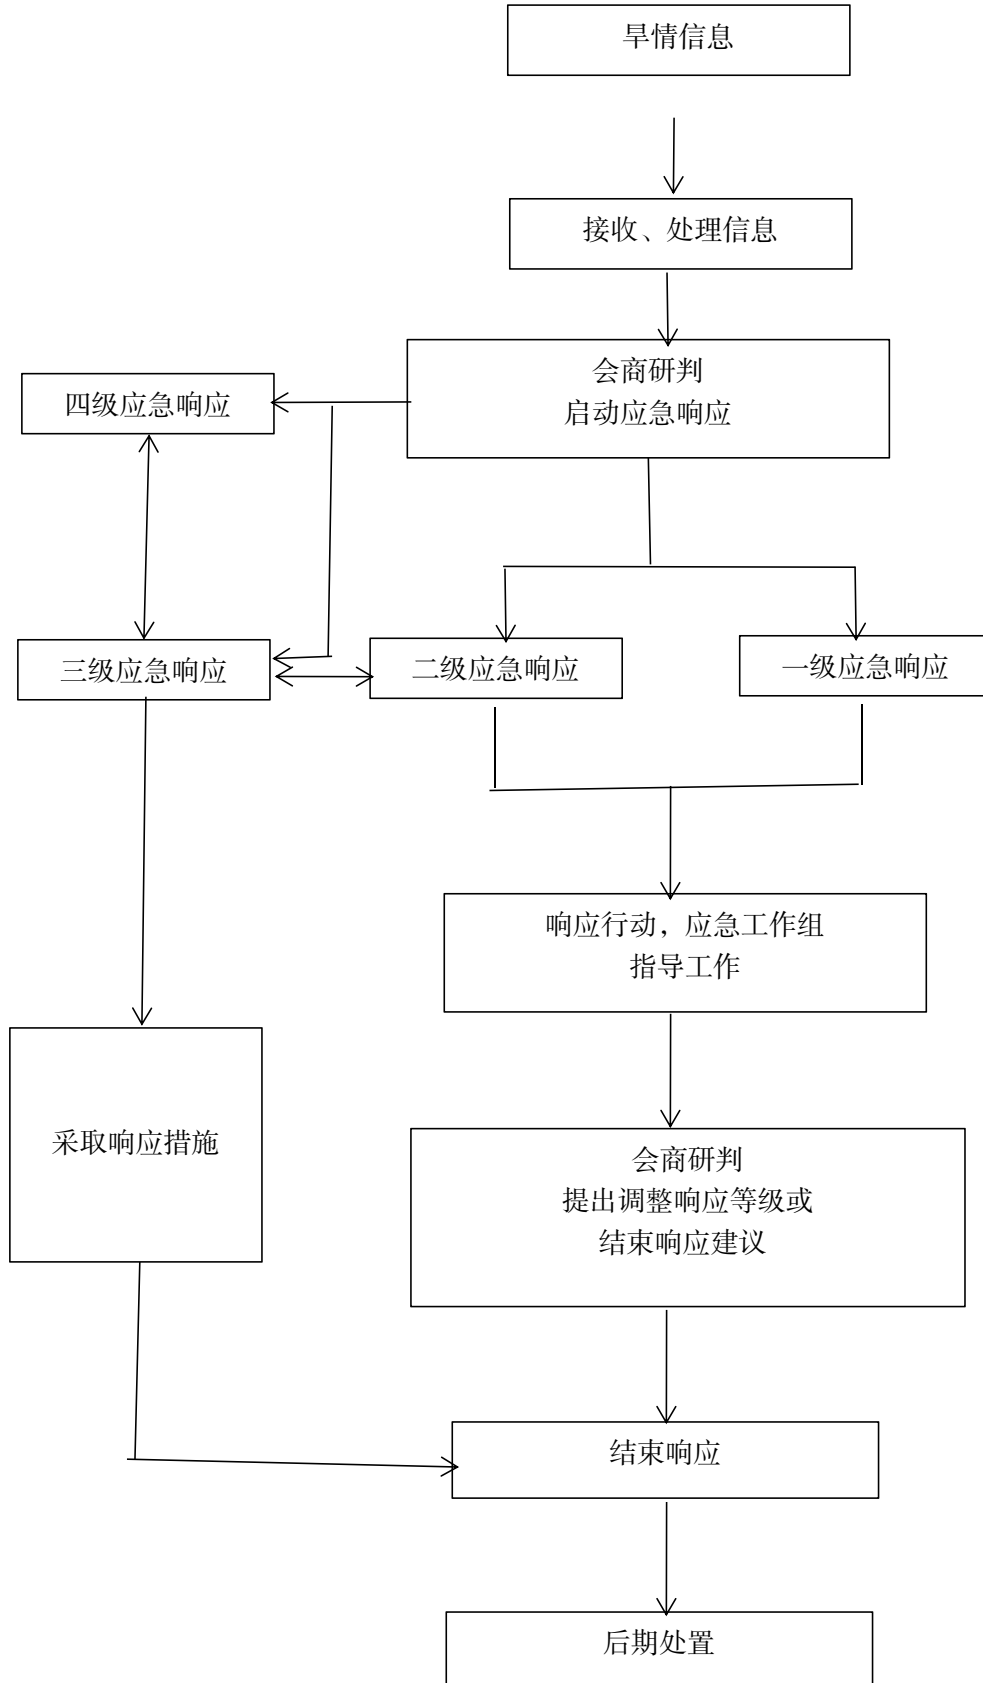 旱情信息
接收、处理信息
会商研判
启动应急响应
四级应急响应
三级应急响应
二级应急响应
一级应急响应
响应行动，应急工作组
指导工作
采取响应措施
会商研判
提出调整响应等级或
结束响应建议
结束响应
后期处置